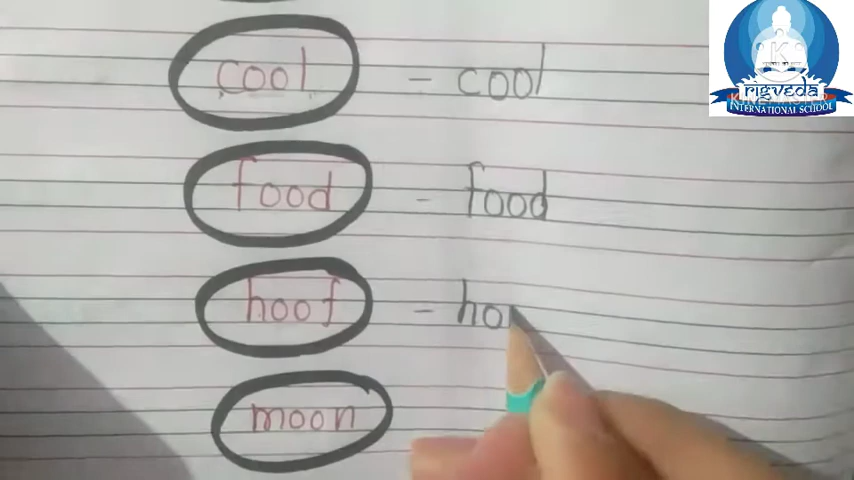 cool - cool
food - food
hoof - ho
moon
rigveda
INTERNATIONAL SCHOOL